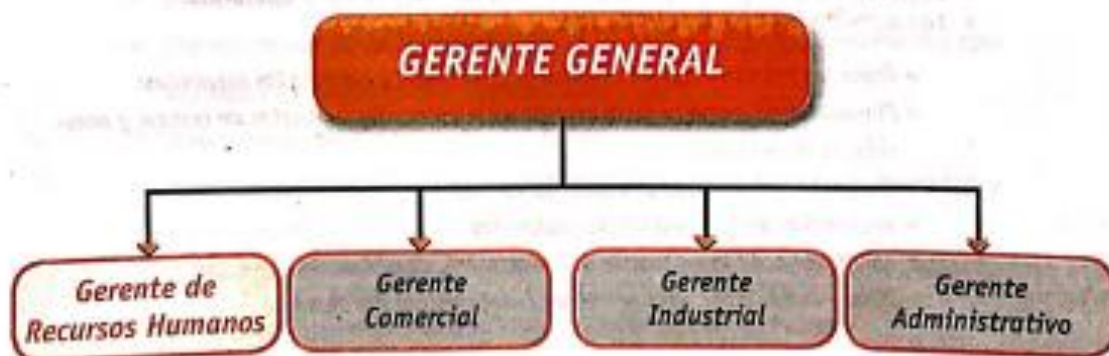 GERENTE GENERAL
Gerente de
Recursos Humanos
Gerente
Comercial
Gerente
Industrial
Gerente
Administrativo